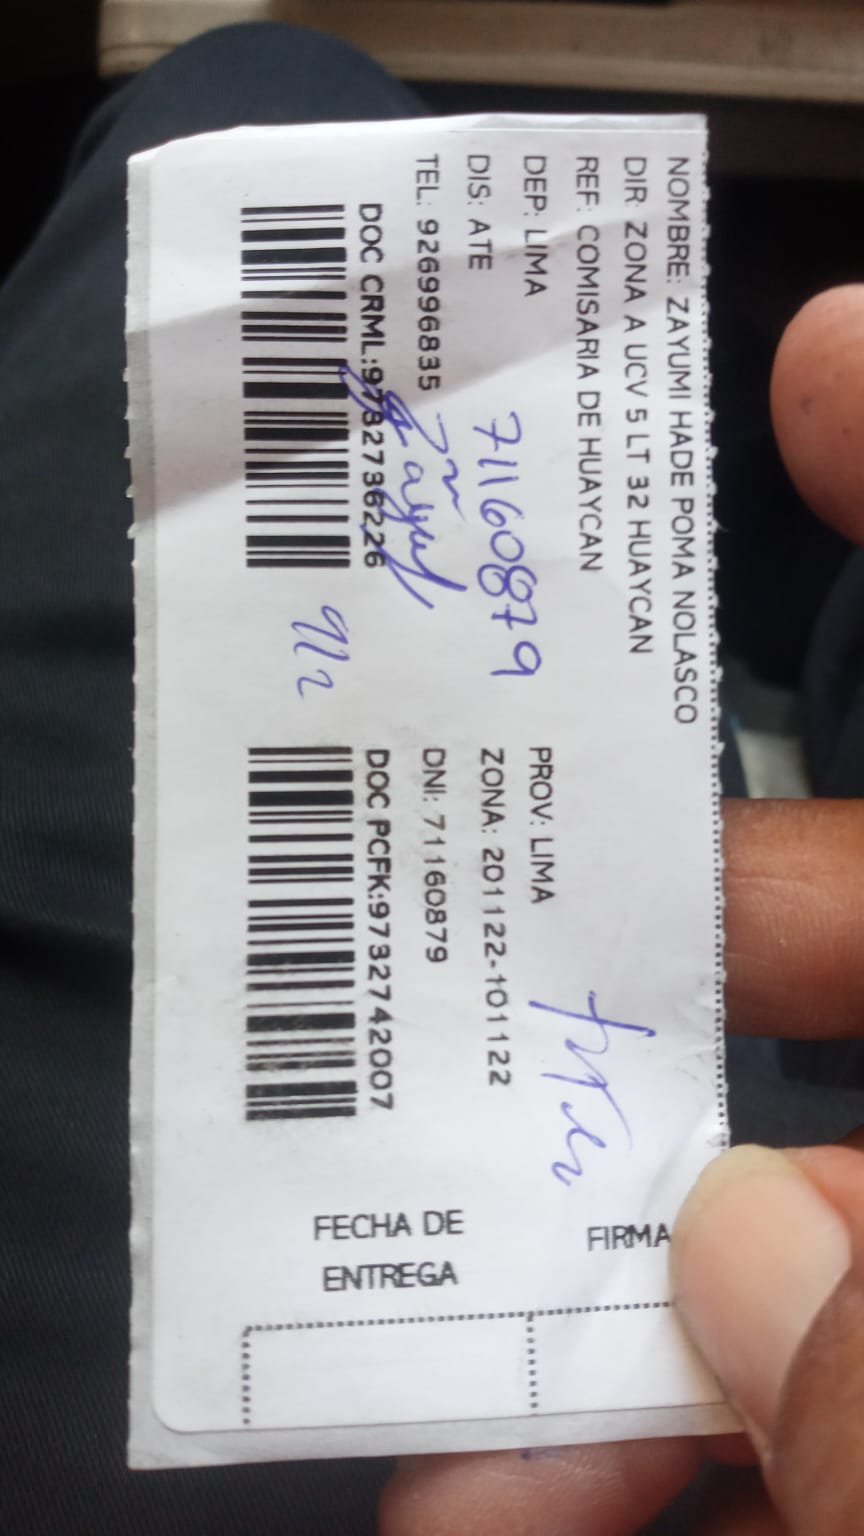 NOMBRE: ZAYUMI HADE POMA NOLASCO
DIR: ZONA A UCV 5 LT 32 HUAYCAN
REF: COMISARIA DE HUAYCAN
DEP: LIMA
PROV: LIMA
DIS: ATE
71160879
ZONA: 201122-101122
TEL: 926996835
DNI: 71160879
DOC CRML:9732736226
DOC PCFK:9732742007
FIRMA
FECHA DE
ENTREGA